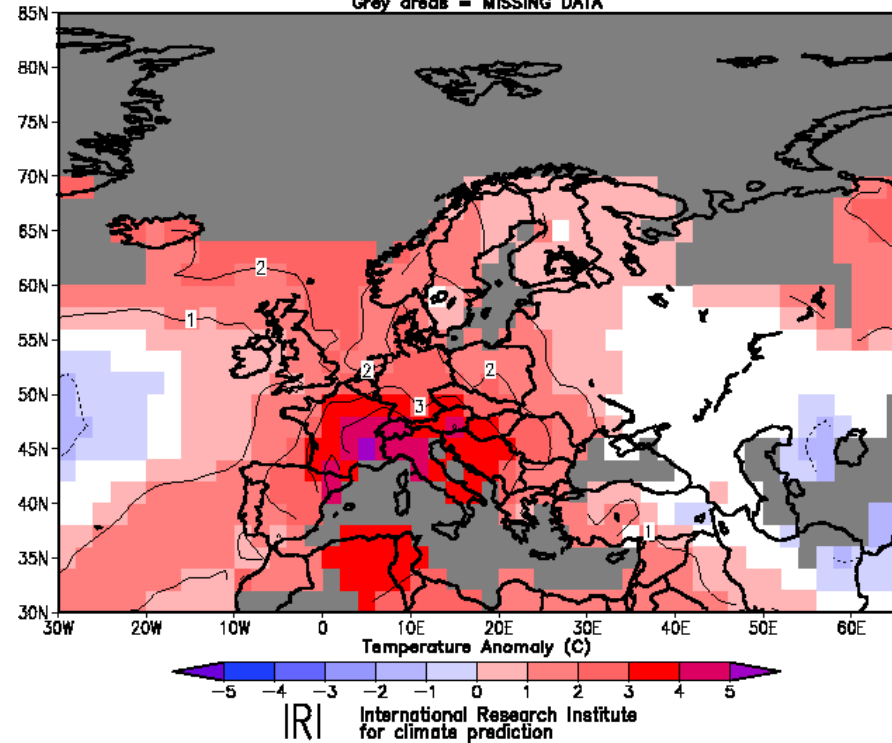 Grey areas = MISSING DATA
85N
80N
75N
70N
65N
60N
55N
50N
45N
40N
35N
30N
2
1
2
2
3
1
30W 20W 10W 0 10E 20E 30E 40E 50E 60E
Temperature Anomaly (C)
-5 -4 -3 -2 -1 0 1 2 3 4 5
IRI International Research Institute
for climate prediction